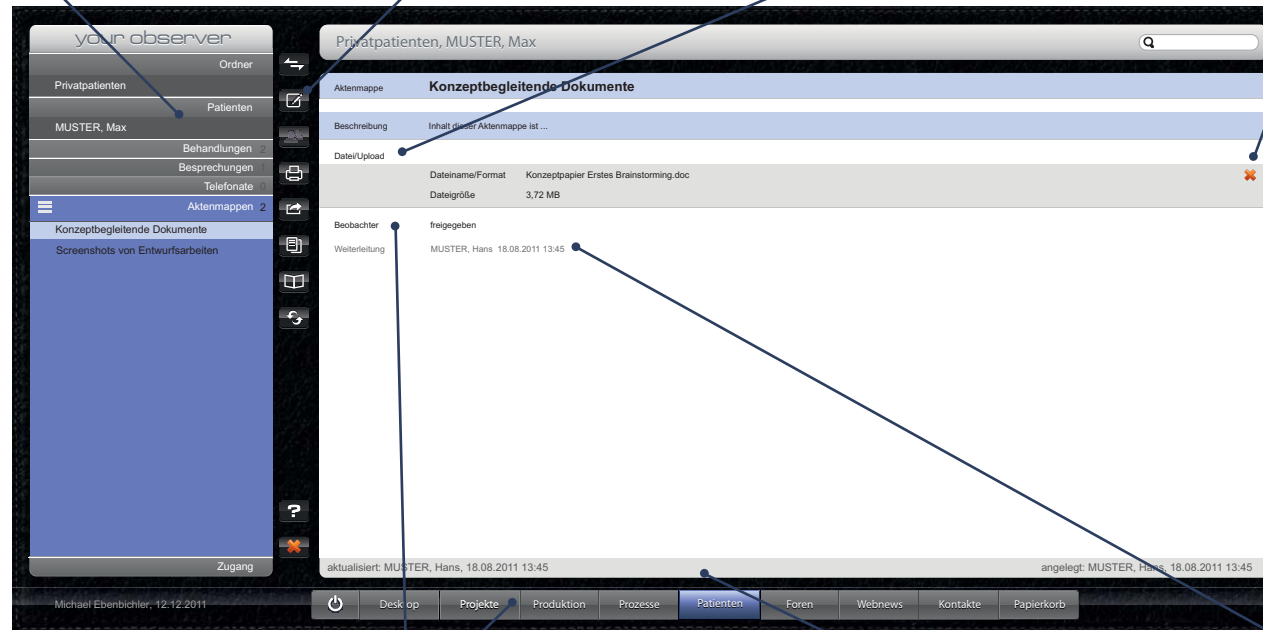 your observer
Ordner
Privatpatienten
Patienten
MUSTER, Max
Behandlungen 2
Besprechungen 1
Telefonate 0
Aktenmappen 2
Konzeptbegleitende Dokumente
Screenshots von Entwurfsarbeiten
Zugang
Privatpatienten, MUSTER, Max
Aktenmappe Konzeptbegleitende Dokumente
Beschreibung Inhalt dieser Aktenmappe ist ...
Datei/Upload
Dateiname/Format Konzeptpapier Erstes Brainstorming.doc
Dateigröße 3,72 MB
Beobachter freigegeben
Weiterleitung MUSTER, Hans 18.08.2011 13:45
?
aktualisiert: MUSTER, Hans, 18.08.2011 13:45 angelegt: MUSTER, Hans, 18.08.2011 13:45
Michael Ebenbichler, 12.12.2011 Desktop Projekte Produktion Prozesse Patienten Foren Webnews Kontakte Papierkorb